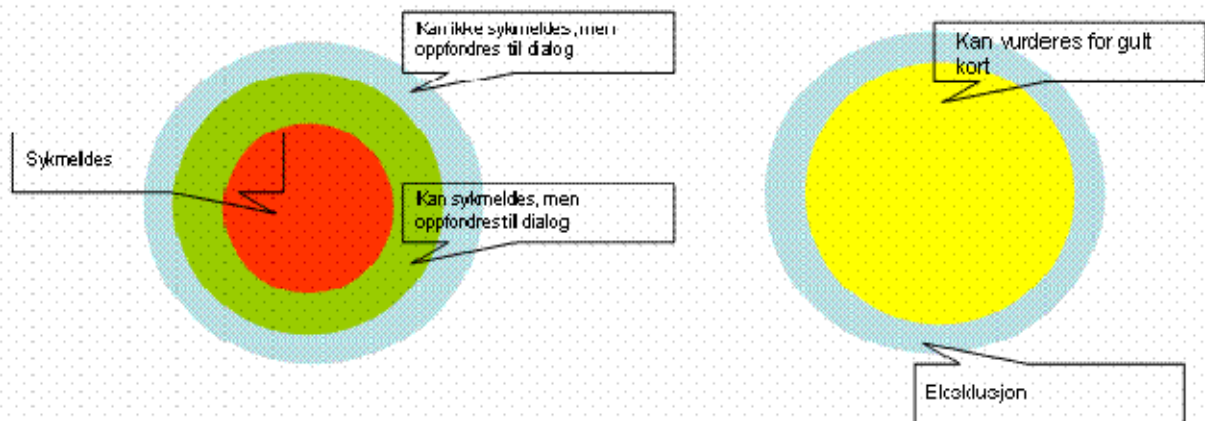 Kan ikke sykmeldes, men
oppfordres til dialog
Sykmeldes
Kan sykmeldes, men
oppfordres til dialog
Kan vurderes for gult
kort
Eksklusjon